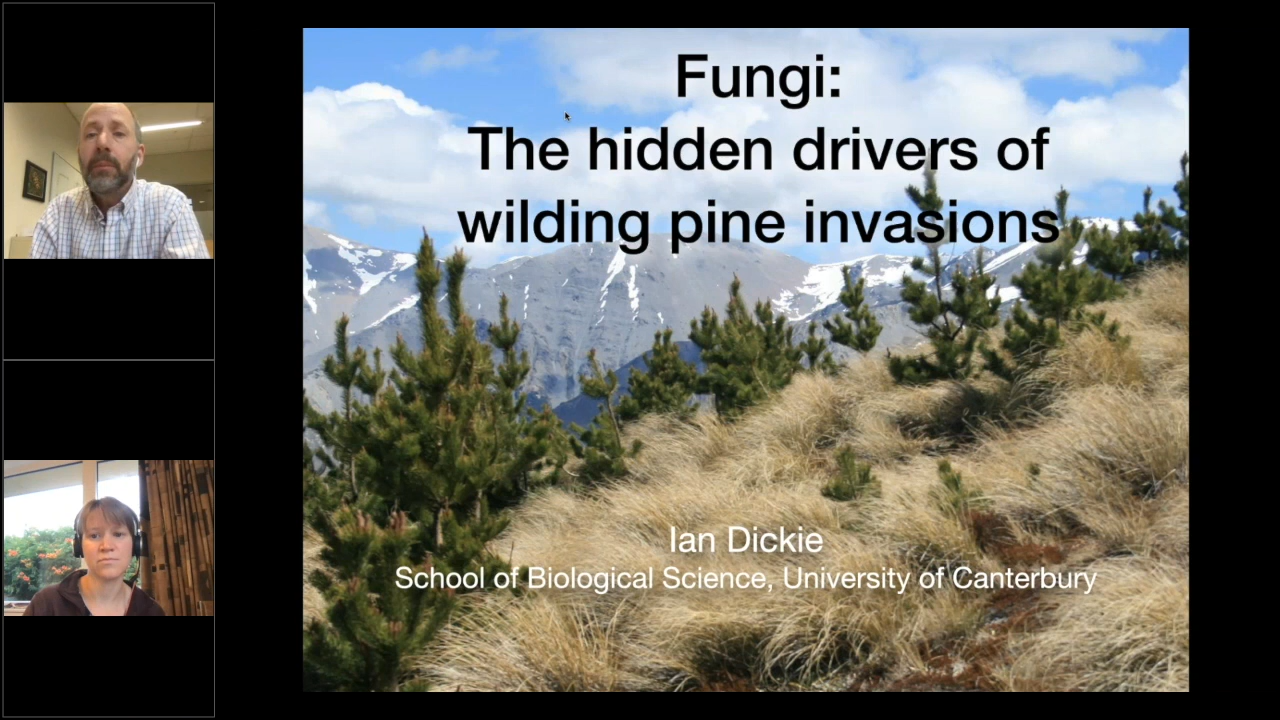 Fungi:
The hidden drivers of
wilding pine invasions
Ian Dickie
School of Biological Science, University of Canterbury